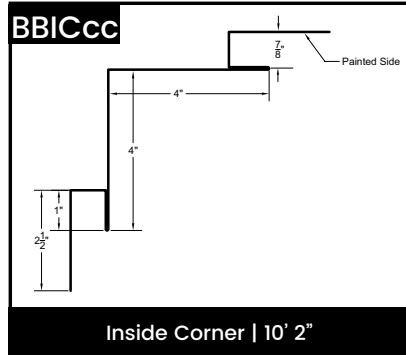 BBICcc
7/8"
Painted Side
4"
4"
1"
2 1/2"
Inside Corner | 10’ 2”